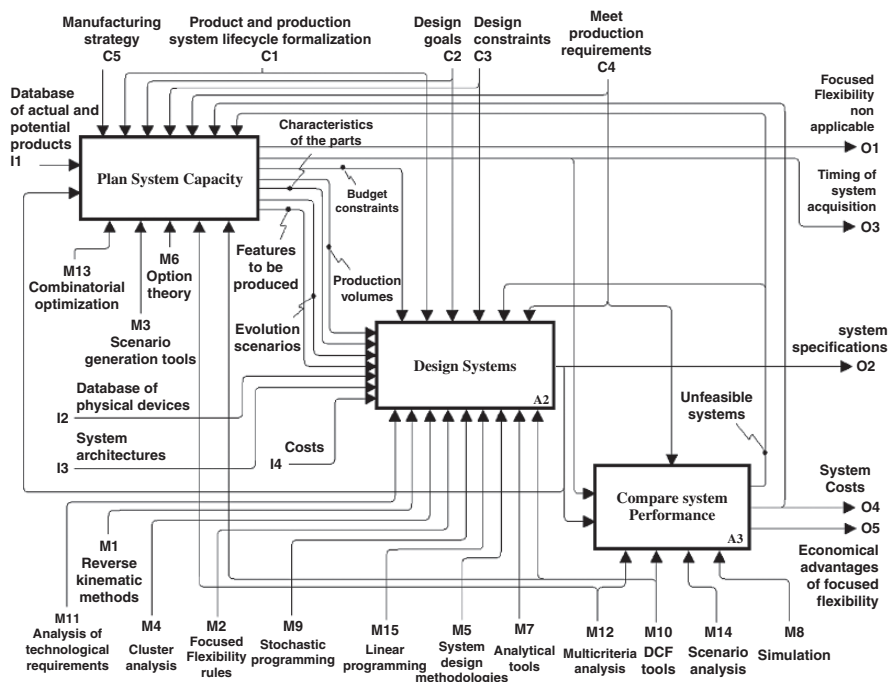 Manufacturing
strategy
C5
Product and production
system lifecycle formalization
C1
Design
goals
C2
Design
constraints
C3
Meet
production
requirements
C4
Database
of actual and
potential
products
I1
Focused
Flexibility
non
applicable
O1
Characteristics
of the parts
Plan System Capacity
Budget
constraints
Timing of
system
acquisition
O3
M13
Combinatorial
optimization
M6
Option
theory
M3
Scenario
generation tools
Features
to be
produced
Production
volumes
Evolution
scenarios
Design Systems
A2
system
specifications
O2
Database of
physical devices
I2
System
architectures
I3
Costs
I4
Unfeasible
systems
Compare system
Performance
A3
System
Costs
O4
O5
Economical
advantages
of focused
flexibility
M1
Reverse
kinematic
methods
M11
Analysis of
technological
requirements
M4
Cluster
analysis
M2
Focused
Flexibility
rules
M9
Stochastic
programming
M15
Linear
programming
M5
System
design
methodologies
M7
Analytical
tools
M12
Multicriteria
analysis
M10
DCF
tools
M14
Scenario
analysis
M8
Simulation